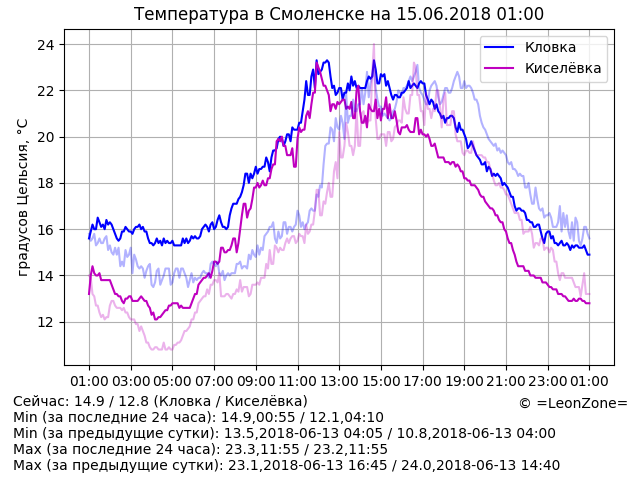 Температура в Смоленске на 15.06.2018 01:00
градусов Цельсия, °C
24
22
20
18
16
14
12
Кловка
Киселёвка
01:00 03:00 05:00 07:00 09:00 11:00 13:00 15:00 17:00 19:00 21:00 23:00 01:00
Сейчас: 14.9 / 12.8 (Кловка / Киселёвка)
© =LeonZone=
Min (за последние 24 часа): 14.9,00:55 / 12.1,04:10
Min (за предыдущие сутки): 13.5,2018-06-13 04:05 / 10.8,2018-06-13 04:00
Max (за последние 24 часа): 23.3,11:55 / 23.2,11:55
Max (за предыдущие сутки): 23.1,2018-06-13 16:45 / 24.0,2018-06-13 14:40